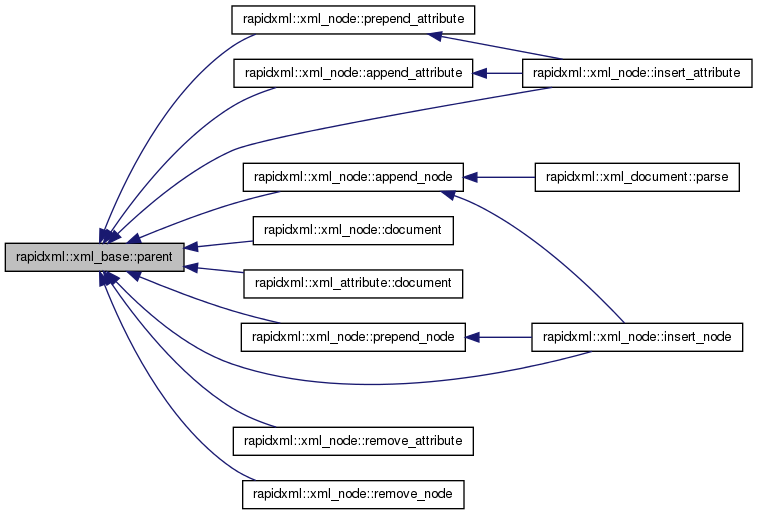 rapidxml::xml_node::prepend_attribute
rapidxml::xml_node::append_attribute
rapidxml::xml_node::insert_attribute
rapidxml::xml_node::append_node
rapidxml::xml_document::parse
rapidxml::xml_node::document
rapidxml::xml_base::parent
rapidxml::xml_attribute::document
rapidxml::xml_node::prepend_node
rapidxml::xml_node::insert_node
rapidxml::xml_node::remove_attribute
rapidxml::xml_node::remove_node